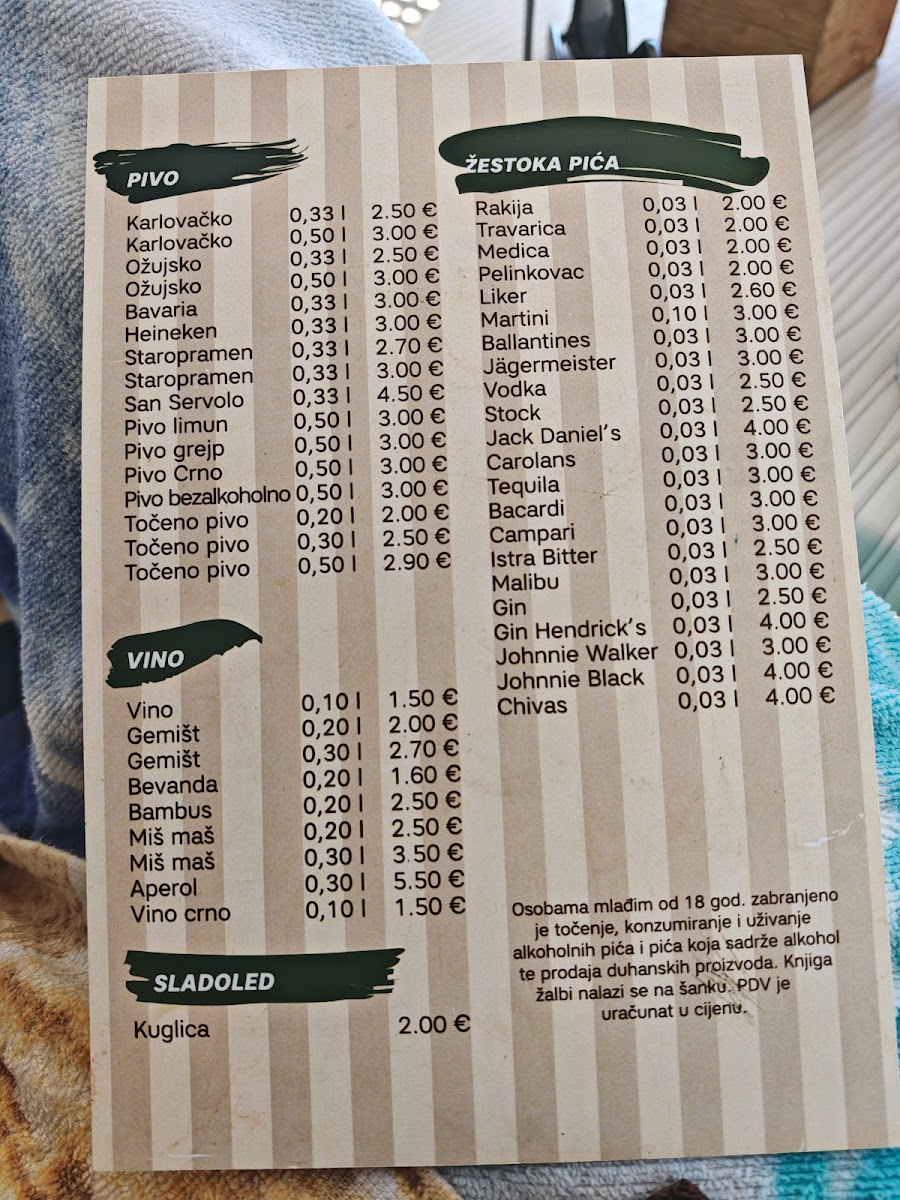 PIVO
Karlovačko 0,33 l 2.50 €
Karlovačko 0,50 l 3.00 €
Ožujsko 0,33 l 2.50 €
Ožujsko 0,50 l 3.00 €
Bavaria 0,33 l 3.00 €
Heineken 0,33 l 3.00 €
Staropramen 0,33 l 2.70 €
Staropramen 0,33 l 3.00 €
San Servolo 0,33 l 4.50 €
Pivo limun 0,50 l 3.00 €
Pivo grejp 0,50 l 3.00 €
Pivo Crno 0,50 l 3.00 €
Pivo bezalkoholno 0,50 l 3.00 €
Točeno pivo 0,20 l 2.00 €
Točeno pivo 0,30 l 2.50 €
Točeno pivo 0,50 l 2.90 €
VINO
Vino 0,10 l 1.50 €
Gemišt 0,20 l 2.00 €
Gemišt 0,30 l 2.70 €
Bevanda 0,20 l 1.60 €
Bambus 0,20 l 2.50 €
Miš maš 0,20 l 2.50 €
Miš maš 0,30 l 3.50 €
Aperol 0,30 l 5.50 €
Vino crno 0,10 l 1.50 €
SLADOLED
Kuglica 2.00 €
ŽESTOKA PIĆA
Rakija 0,03 l 2.00 €
Travarica 0,03 l 2.00 €
Medica 0,03 l 2.00 €
Pelinkovac 0,03 l 2.00 €
Liker 0,03 l 2.60 €
Martini 0,10 l 3.00 €
Ballantines 0,03 l 3.00 €
Jägermeister 0,03 l 3.00 €
Vodka 0,03 l 2.50 €
Stock 0,03 l 2.50 €
Jack Daniel's 0,03 l 4.00 €
Carolans 0,03 l 3.00 €
Tequila 0,03 l 3.00 €
Bacardi 0,03 l 3.00 €
Campari 0,03 l 3.00 €
Istra Bitter 0,03 l 2.50 €
Malibu 0,03 l 3.00 €
Gin 0,03 l 2.50 €
Gin Hendrick's 0,03 l 4.00 €
Johnnie Walker 0,03 l 3.00 €
Johnnie Black 0,03 l 4.00 €
Chivas 0,03 l 4.00 €
Osobama mlađim od 18 god. zabranjeno
je točenje, konzumiranje i uživanje
alkoholnih pića i pića koja sadrže alkohol
te prodaja duhanskih proizvoda. Knjiga
žalbi nalazi se na šanku. PDV je
uračunat u cijenu.